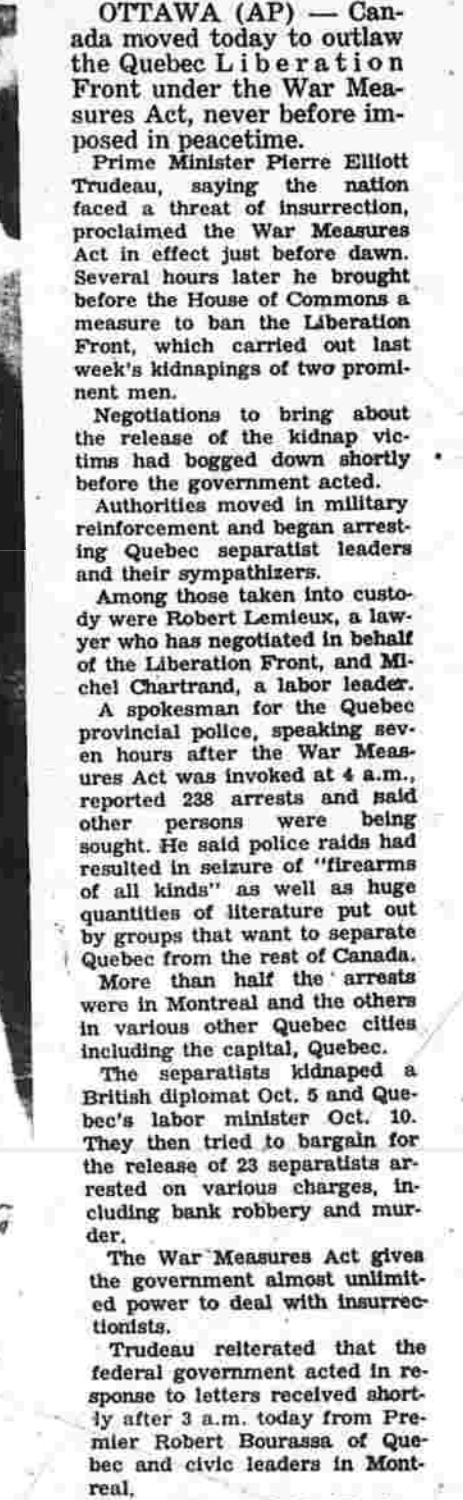 OTTAWA (AP) — Can-
ada moved today to outlaw
the Quebec Liberation
Front under the War Mea-
sures Act, never before im-
posed in peacetime.
Prime Minister Pierre Elliott
Trudeau, saying the nation
faced a threat of insurrection,
proclaimed the War Measures
Act in effect just before dawn.
Several hours later he brought
before the House of Commons a
measure to ban the Liberation
Front, which carried out last
week's kidnapings of two promi-
nent men.
Negotiations to bring about
the release of the kidnap vic-
tims had bogged down shortly
before the government acted.
Authorities moved in military
reinforcement and began arrest-
ing Quebec separatist leaders
and their sympathizers.
Among those taken into custo-
dy were Robert Lemieux, a law-
yer who has negotiated in behalf
of the Liberation Front, and Mi-
chel Chartrand, a labor leader.
A spokesman for the Quebec
provincial police, speaking sev-
en hours after the War Meas-
ures Act was invoked at 4 a.m.,
reported 238 arrests and said
other persons were being
sought. He said police raids had
resulted in seizure of "firearms
of all kinds" as well as huge
quantities of literature put out
by groups that want to separate
Quebec from the rest of Canada.
More than half the arrests
were in Montreal and the others
in various other Quebec cities
including the capital, Quebec.
The separatists kidnaped a
British diplomat Oct. 5 and Que-
bec's labor minister Oct. 10.
They then tried to bargain for
the release of 23 separatists ar-
rested on various charges, in-
cluding bank robbery and mur-
der.
The War Measures Act gives
the government almost unlimit-
ed power to deal with insurrec-
tionists.
Trudeau reiterated that the
federal government acted in re-
sponse to letters received short-
ly after 3 a.m. today from Pre-
mier Robert Bourassa of Que-
bec and civic leaders in Mont-
real.